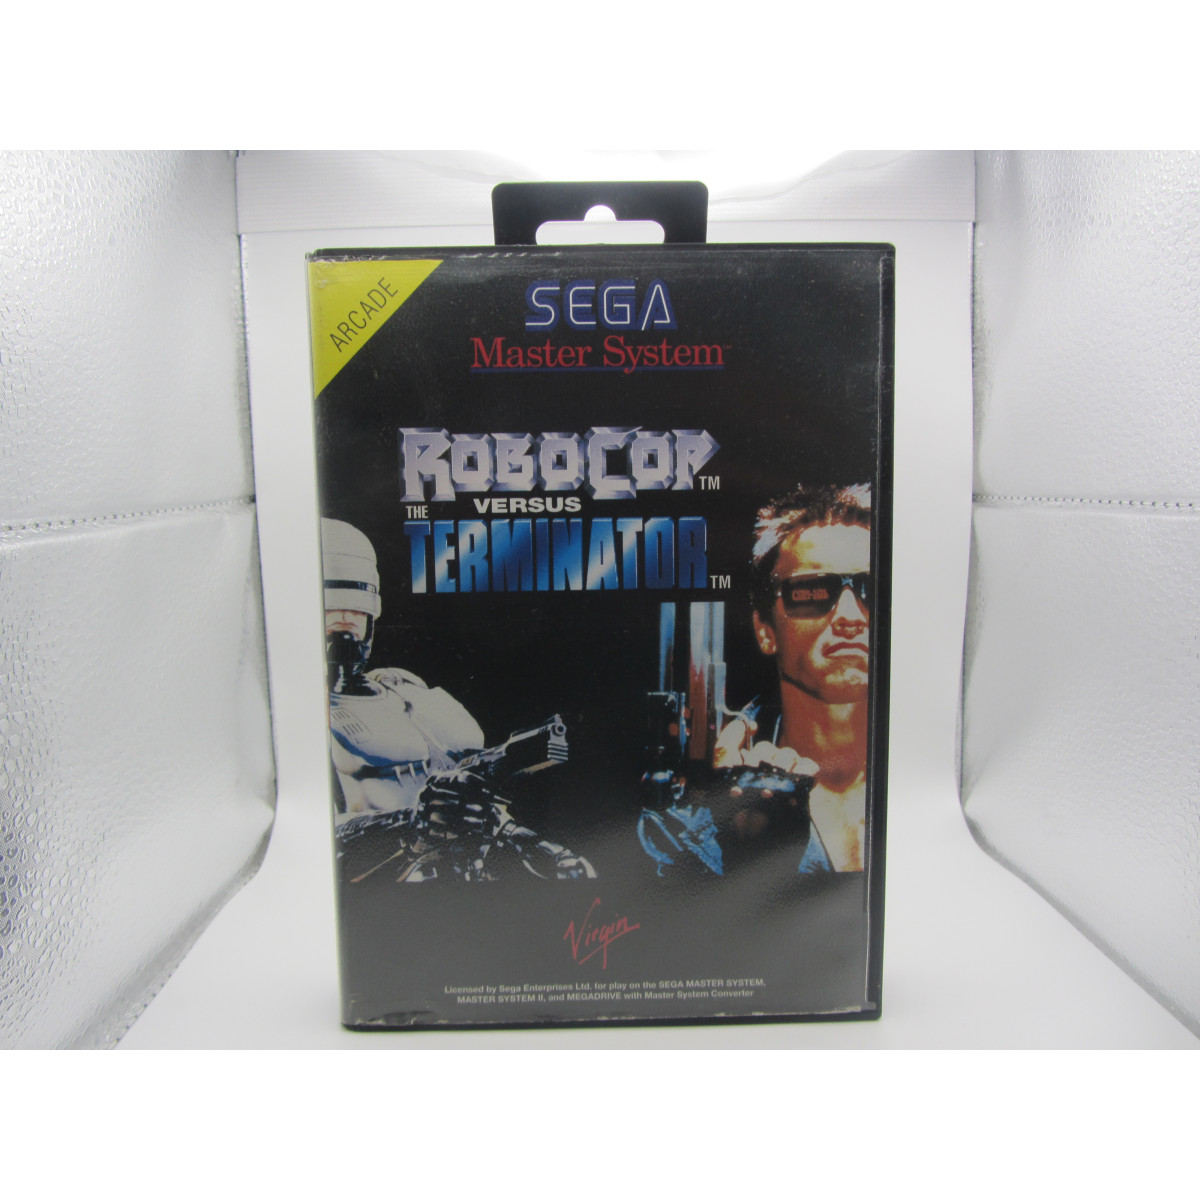 ARCADE
SEGA
Master System™
ROBOCOP™
VERSUS
THE
TERMINATOR™
Virgin
Licensed by Sega Enterprises Ltd. for play on the SEGA MASTER SYSTEM,
MASTER SYSTEM II, and MEGADRIVE with Master System Converter